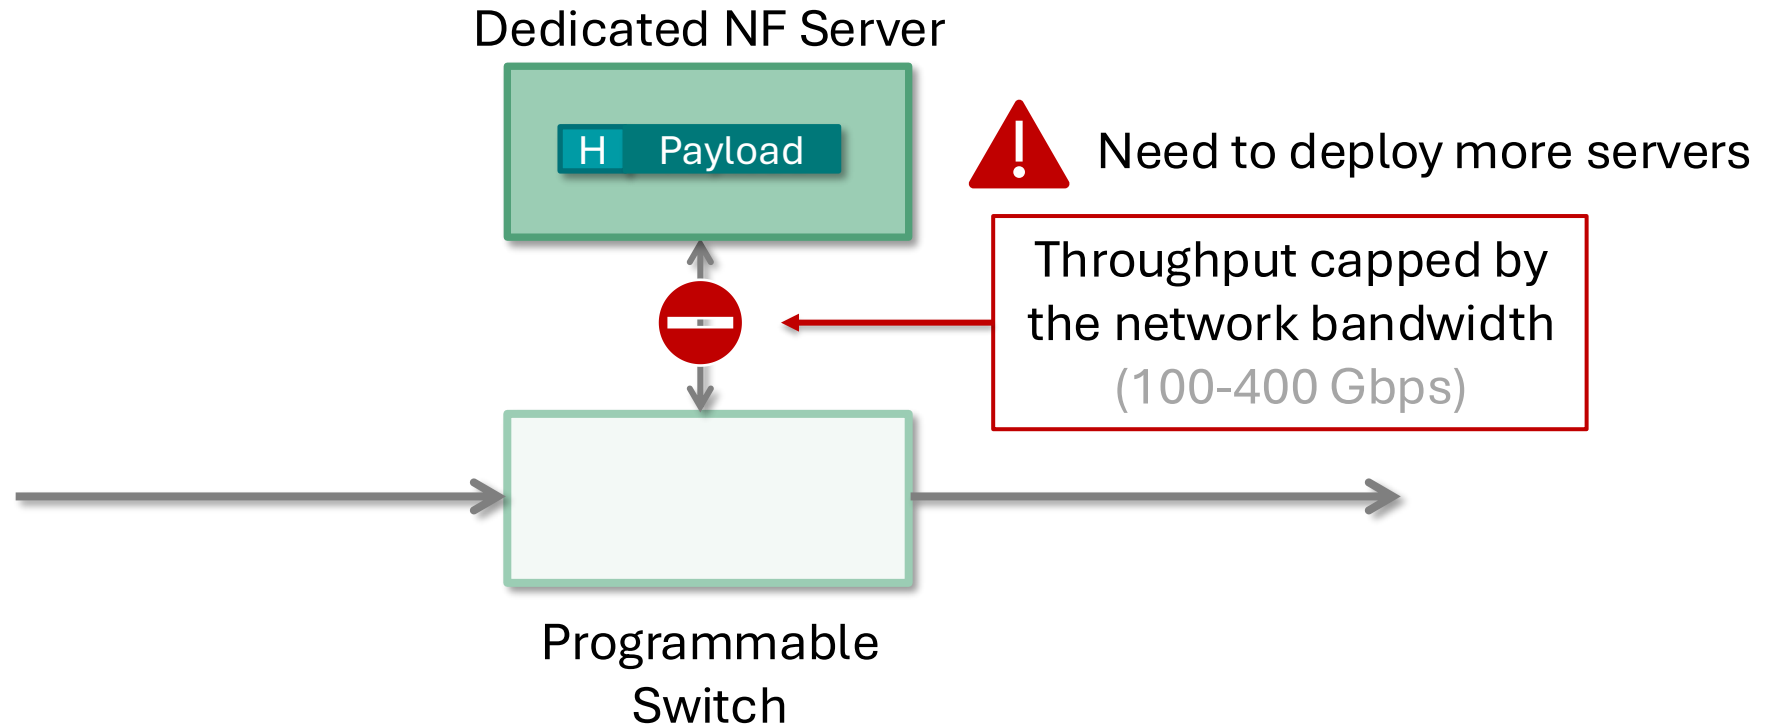 Dedicated NF Server
H Payload
Need to deploy more servers
Throughput capped by
the network bandwidth
(100-400 Gbps)
Programmable
Switch